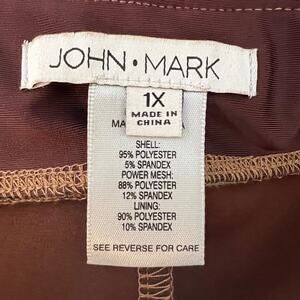 JOHN • MARK
1X
MADE IN
CHINA
SHELL:
95% POLYESTER
5% SPANDEX
POWER MESH:
88% POLYESTER
12% SPANDEX
LINING:
90% POLYESTER
10% SPANDEX
SEE REVERSE FOR CARE